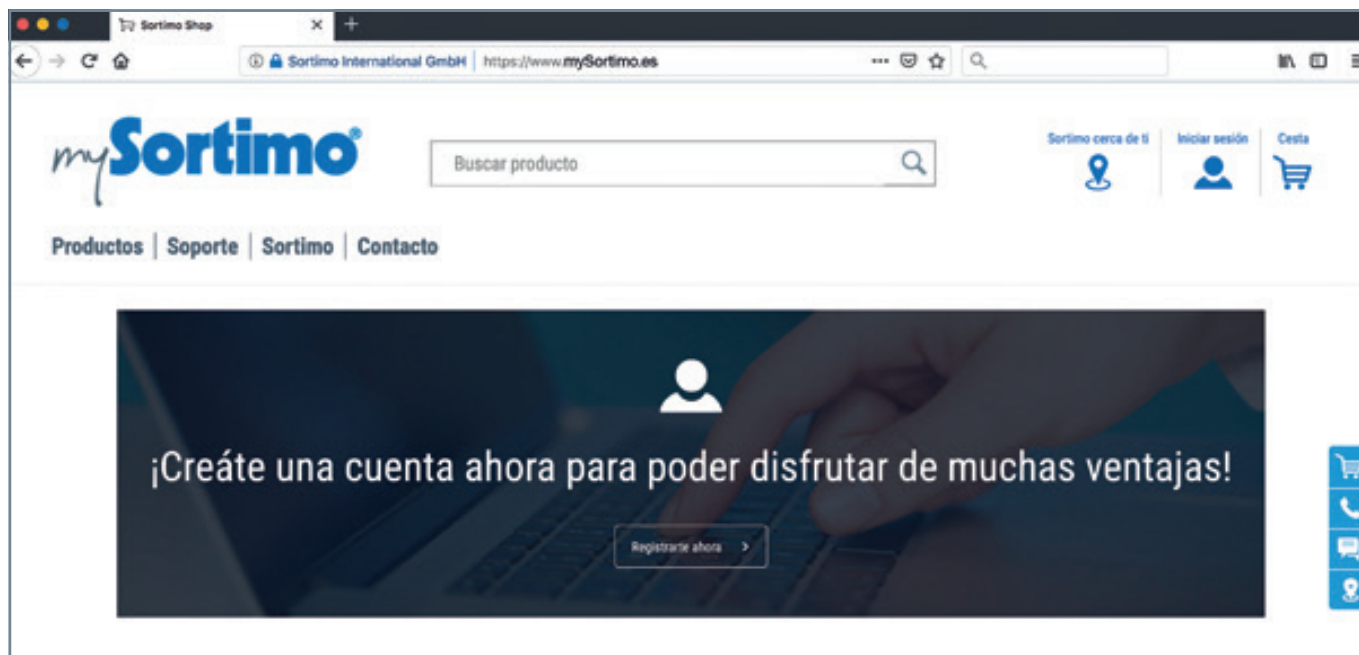 Sortimo Shop
Sortimo International GmbH https://www.mySortimo.es
mySortimo®
Buscar producto
Sortimo cerca de ti
Iniciar sesión
Cesta
Productos | Soporte | Sortimo | Contacto
¡Creáte una cuenta ahora para poder disfrutar de muchas ventajas!
Registrarte ahora >